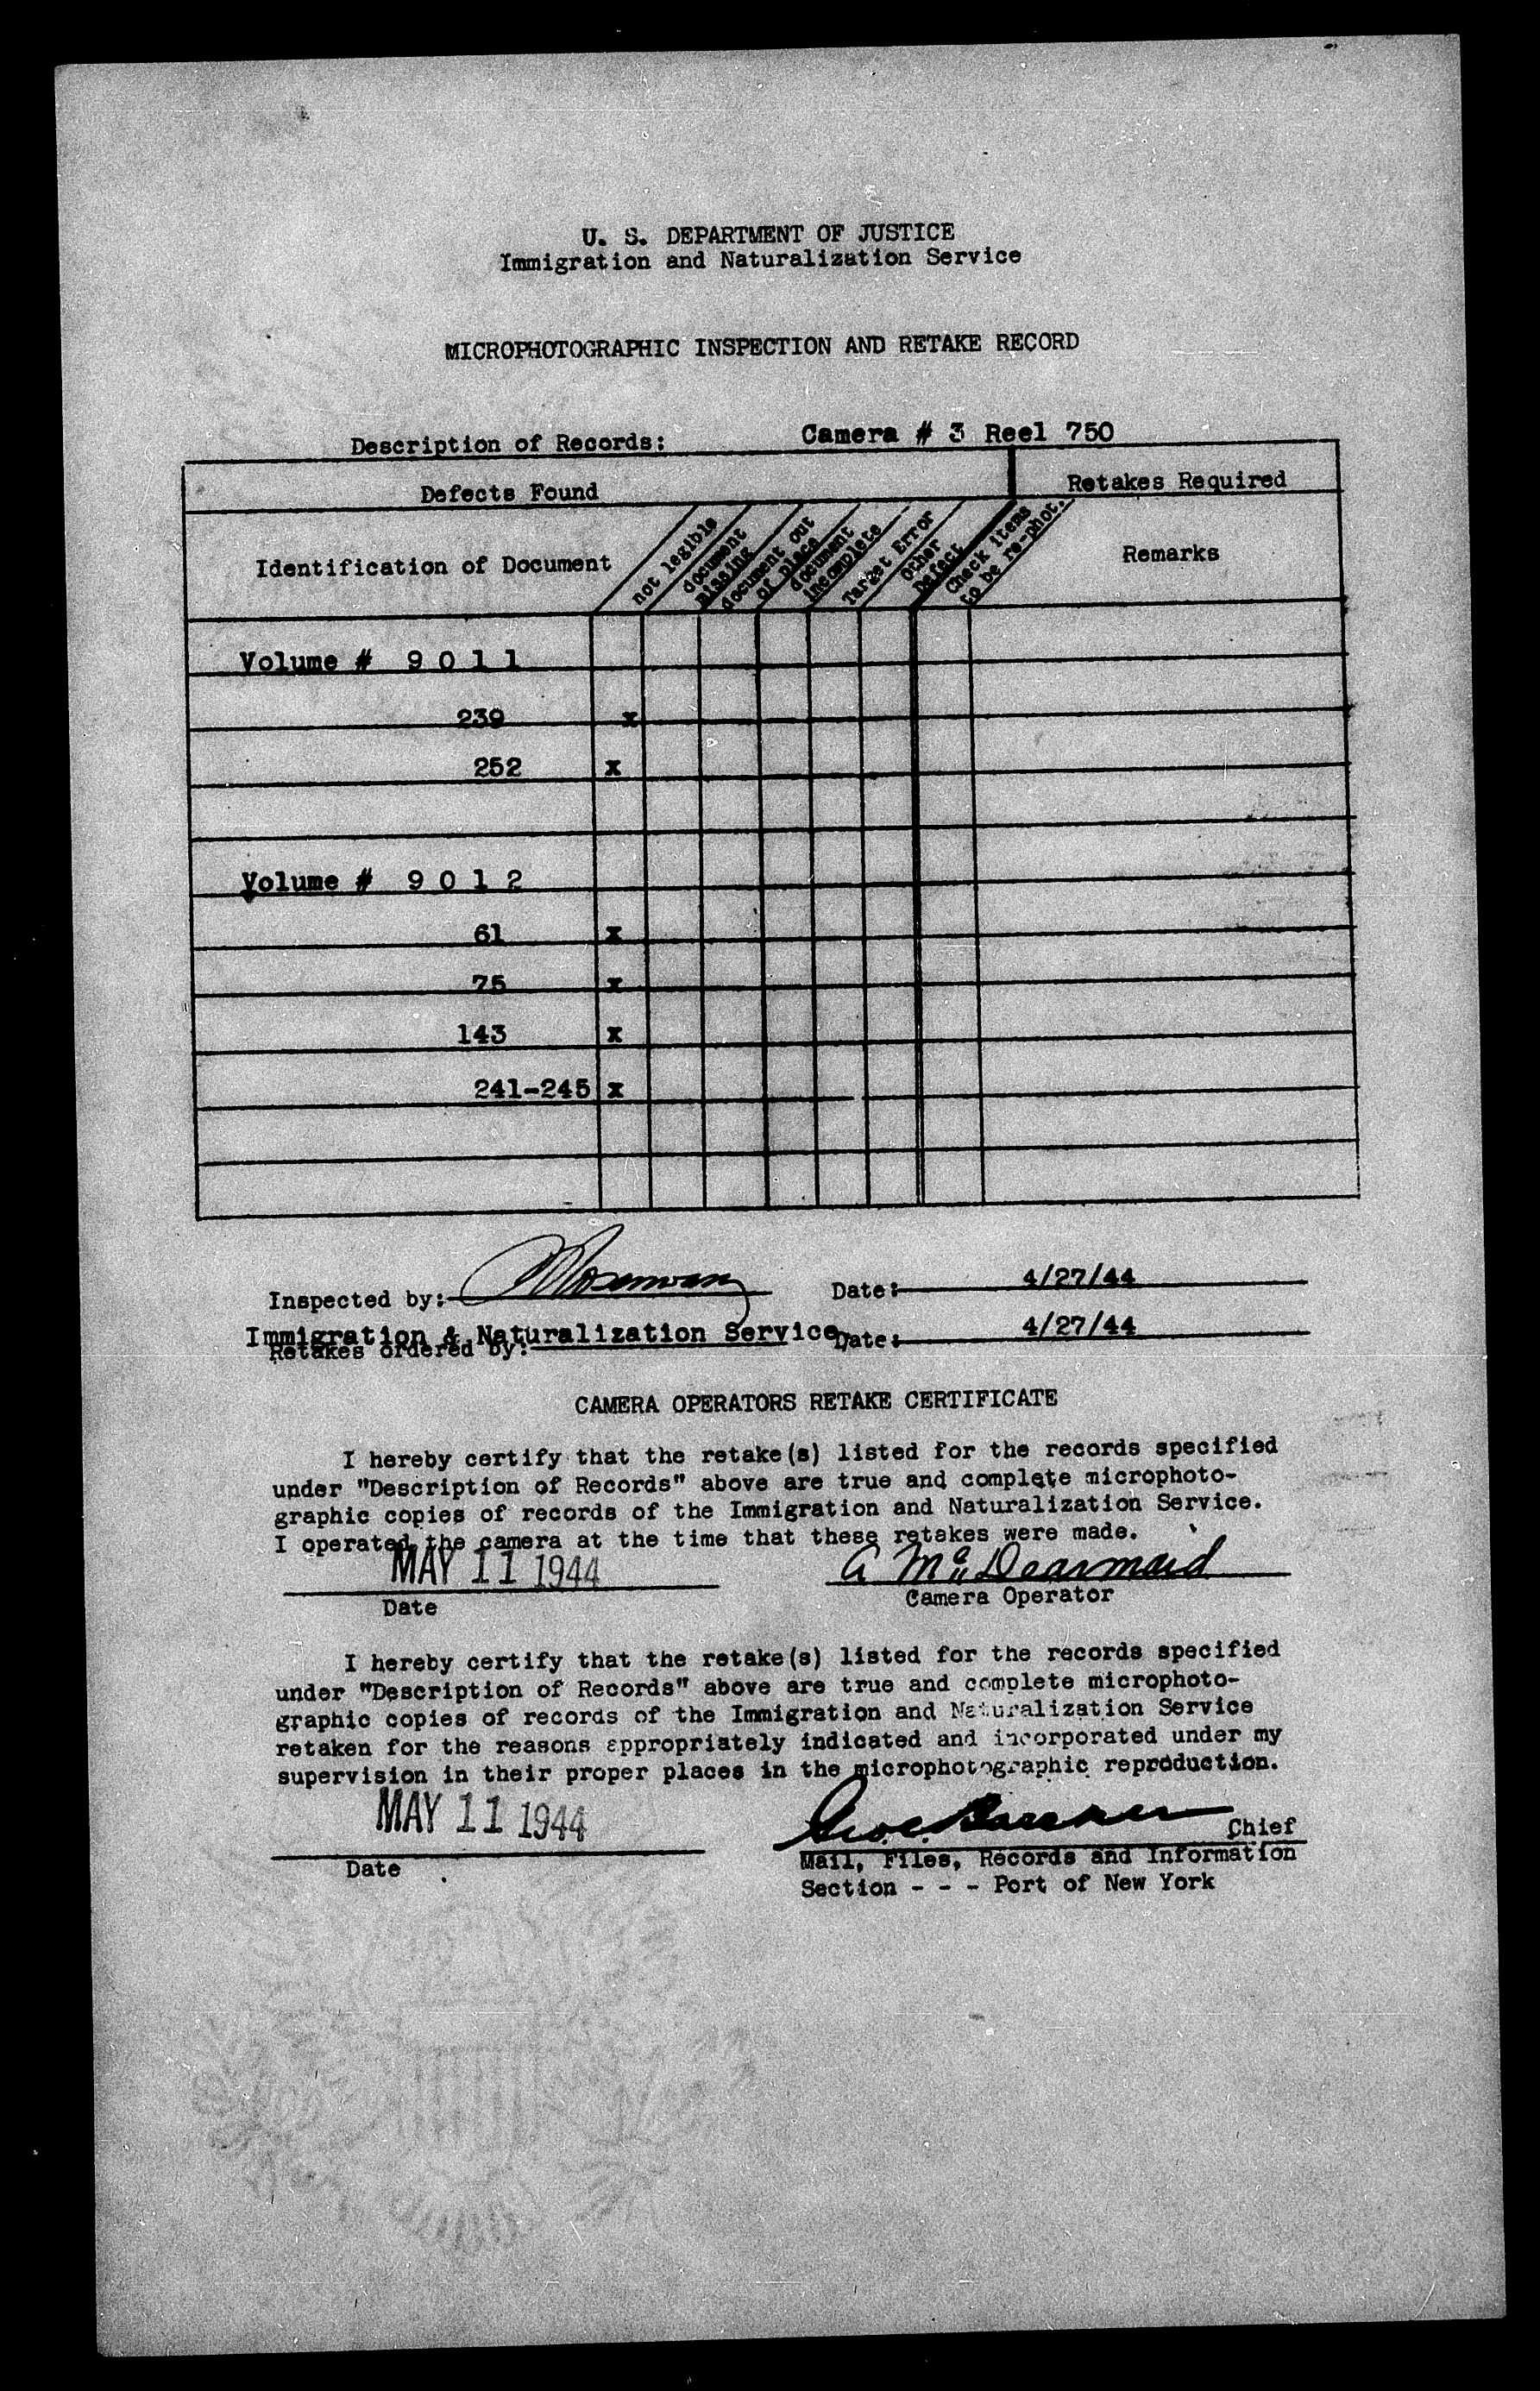 U. S. DEPARTMENT OF JUSTICE
Immigration and Naturalization Service
MICROPHOTOGRAPHIC INSPECTION AND RETAKE RECORD
Description of Records: Camera # 3 Reel 750
Defects Found
Retakes Required
Identification of Document
not legible
document
missing
document out
of place
document
incomplete
Target Error
Other
Defect
Check items
to be re-phot.
Remarks
Volume # 9 0 1 1
239 x
252 x
Volume # 9 0 1 2
61 x
75 x
143 x
241-245 x
Inspected by: Date: 4/27/44
Immigration & Naturalization Service
Retakes ordered by: Date: 4/27/44
CAMERA OPERATORS RETAKE CERTIFICATE
I hereby certify that the retake(s) listed for the records specified
under "Description of Records" above are true and complete microphoto-
graphic copies of records of the Immigration and Naturalization Service.
I operated the camera at the time that these retakes were made.
MAY 11 1944
Date
Camera Operator
I hereby certify that the retake(s) listed for the records specified
under "Description of Records" above are true and complete microphoto-
graphic copies of records of the Immigration and Naturalization Service
retaken for the reasons appropriately indicated and incorporated under my
supervision in their proper places in the microphotographic reproduction.
MAY 11 1944
Date
Chief
Mail, Files, Records and Information
Section - - - Port of New York